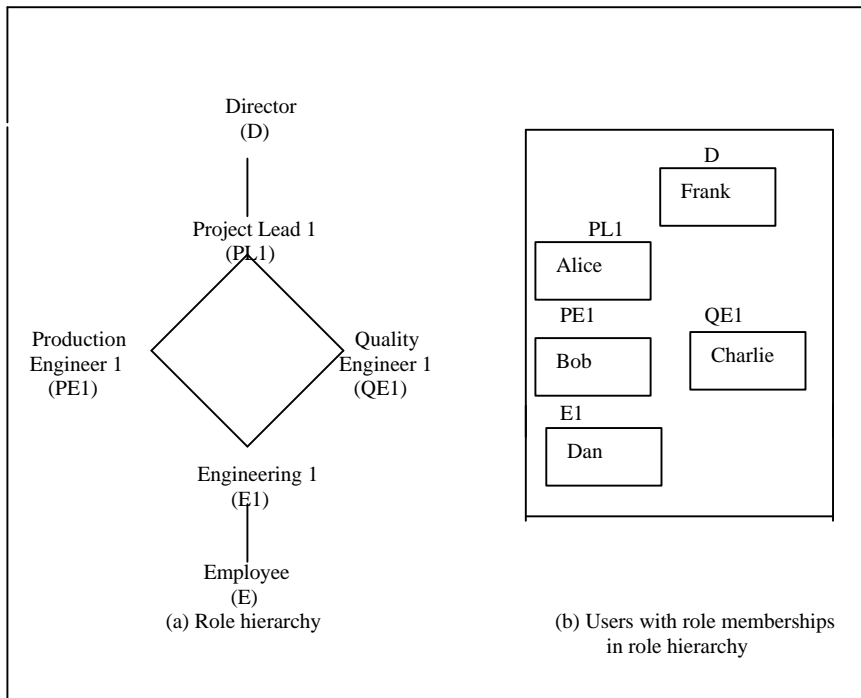 Director
(D)
Project Lead 1
(PL1)
Production
Engineer 1
(PE1)
Quality
Engineer 1
(QE1)
Engineering 1
(E1)
Employee
(E)
(a) Role hierarchy
D
Frank
PL1
Alice
PE1
Bob
QE1
Charlie
E1
Dan
(b) Users with role memberships
in role hierarchy